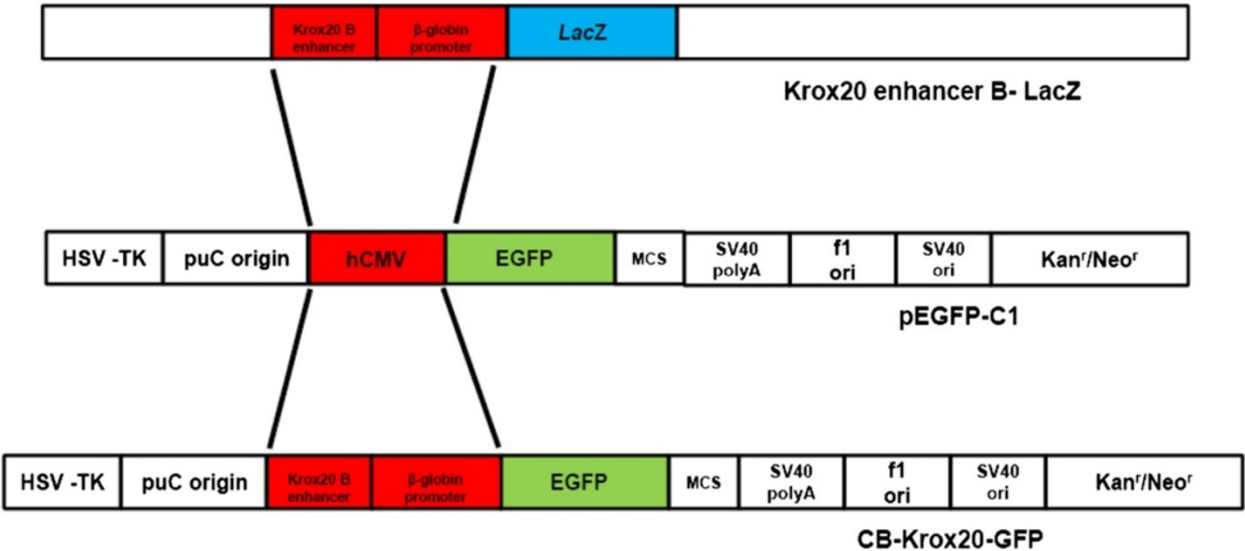 Krox20 B
enhancer
β-globin
promoter
LacZ
Krox20 enhancer B- LacZ
HSV -TK
puC origin
hCMV
EGFP
MCS
SV40
polyA
f1
ori
SV40
ori
Kanʳ/Neoʳ
pEGFP-C1
HSV -TK
puC origin
Krox20 B
enhancer
β-globin
promoter
EGFP
MCS
SV40
polyA
f1
ori
SV40
ori
Kanʳ/Neoʳ
CB-Krox20-GFP